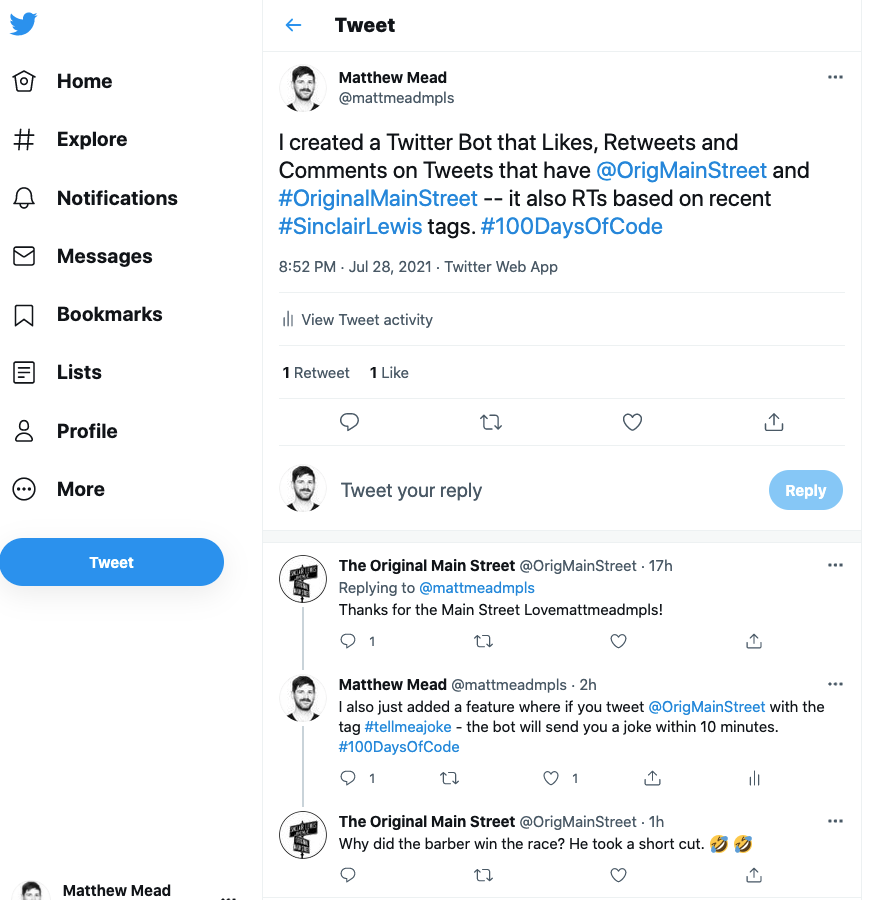 Tweet
Home
Explore
Notifications
Messages
Bookmarks
Lists
Profile
More
Tweet
Matthew Mead
Matthew Mead
@mattmeadmpls
I created a Twitter Bot that Likes, Retweets and
Comments on Tweets that have @OrigMainStreet and
#OriginalMainStreet -- it also RTs based on recent
#SinclairLewis tags. #100DaysOfCode
8:52 PM · Jul 28, 2021 · Twitter Web App
View Tweet activity
1 Retweet 1 Like
Tweet your reply
Reply
The Original Main Street @OrigMainStreet · 17h
Replying to @mattmeadmpls
Thanks for the Main Street Lovemattmeadmpls!
1
Matthew Mead @mattmeadmpls · 2h
I also just added a feature where if you tweet @OrigMainStreet with the
tag #tellmeajoke - the bot will send you a joke within 10 minutes.
#100DaysOfCode
1 1
The Original Main Street @OrigMainStreet · 1h
Why did the barber win the race? He took a short cut. 🤣 🤣